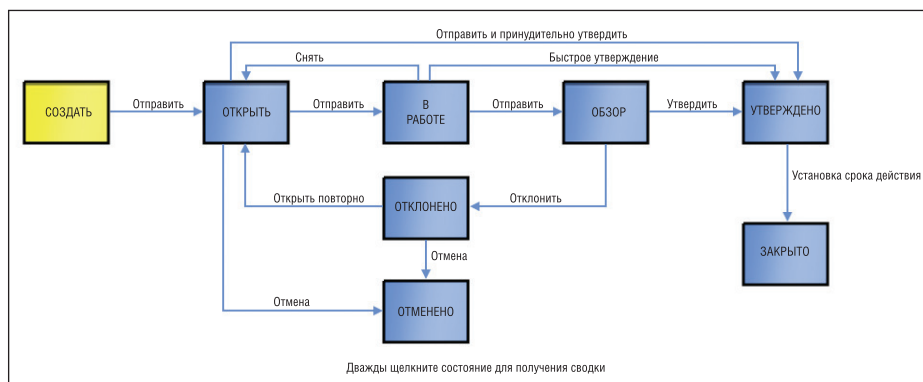 Отправить и принудительно утвердить
Снять
Быстрое утверждение
СОЗДАТЬ
Отправить
ОТКРЫТЬ
Отправить
В
РАБОТЕ
Отправить
ОБЗОР
Утвердить
УТВЕРЖДЕНО
Установка срока действия
Открыть повторно
ОТКЛОНЕНО
Отклонить
Отмена
ЗАКРЫТО
Отмена
ОТМЕНЕНО
Дважды щелкните состояние для получения сводки